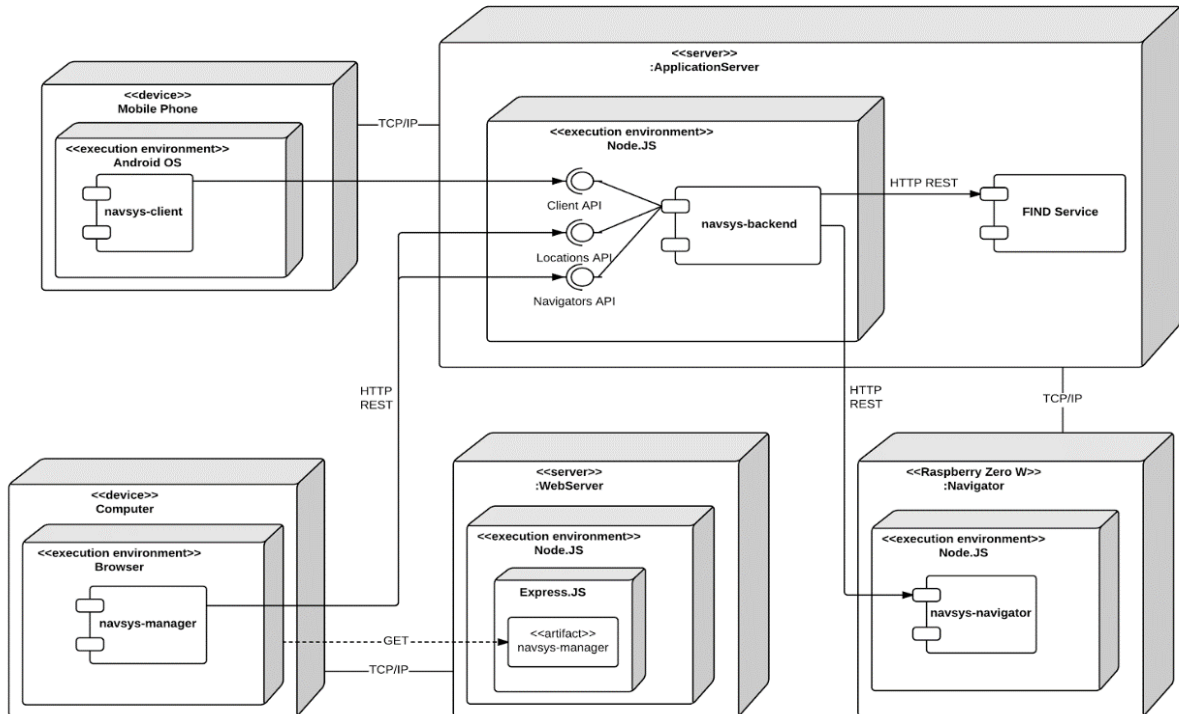 <<server>>
:ApplicationServer
<<device>>
Mobile Phone
TCP/IP
<<execution environment>>
Android OS
navsys-client
<<execution environment>>
Node.JS
Client API
Locations API
Navigators API
navsys-backend
HTTP REST
FIND Service
HTTP
REST
HTTP
REST
TCP/IP
<<device>>
Computer
<<execution environment>>
Browser
navsys-manager
GET
TCP/IP
<<server>>
:WebServer
<<execution environment>>
Node.JS
Express.JS
<<artifact>>
navsys-manager
<<Raspberry Zero W>>
:Navigator
<<execution environment>>
Node.JS
navsys-navigator